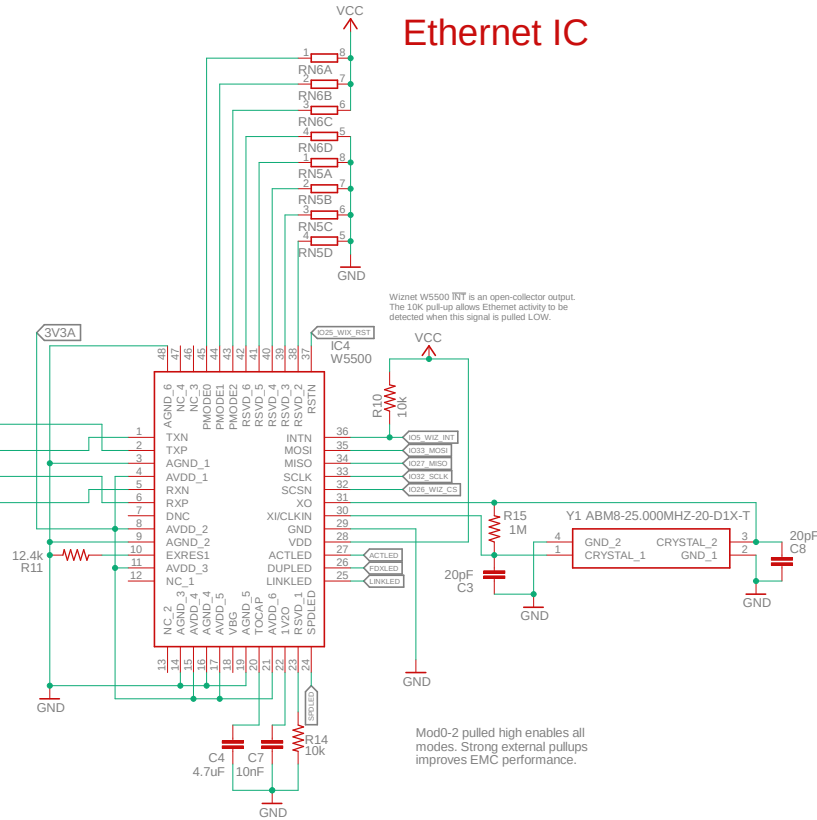 VCC
Ethernet IC
1 8
RN6A
2 7
RN6B
3 6
RN6C
4 5
RN6D
1 8
RN5A
2 7
RN5B
3 6
RN5C
4 5
RN5D
GND
Wiznet W5500 INT is an open-collector output.
The 10K pull-up allows Ethernet activity to be
detected when this signal is pulled LOW.
3V3A
IO25_WIX_RST
VCC
IC4
W5500
48 47 46 45 44 43 42 41 40 39 38 37
AGND_6 NC_4 NC_3 PMODE0 PMODE1 PMODE2 RSVD_6 RSVD_5 RSVD_4 RSVD_3 RSVD_2 RSTN
R10
10k
1 TXN
2 TXP
3 AGND_1
4 AVDD_1
5 RXN
6 RXP
7 DNC
8 AVDD_2
9 AGND_2
10 EXRES1
11 AVDD_3
12 NC_1
12.4k
R11
INTN 36 IO5_WIZ_INT
MOSI 35 IO33_MOSI
MISO 34 IO27_MISO
SCLK 33 IO32_SCLK
SCSN 32 IO26_WIZ_CS
XO 31
XI/CLKIN 30
GND 29
VDD 28
ACTLED 27 ACTLED
DUPLED 26 FDXLED
LINKLED 25 LINKLED
R15
1M
Y1 ABM8-25.000MHZ-20-D1X-T
4 GND_2 CRYSTAL_2 3
1 CRYSTAL_1 GND_1 2
20pF
C8
20pF
C3
GND
GND
NC_2 AGND_3 AVDD_4 AGND_4 AVDD_5 VBG AGND_5 TOCAP AVDD_6 1V2O RSVD_1 SPDLED
13 14 15 16 17 18 19 20 21 22 23 24
SPDLED
GND
GND
C4
4.7uF
C7
10nF
R14
10k
GND
Mod0-2 pulled high enables all
modes. Strong external pullups
improves EMC performance.